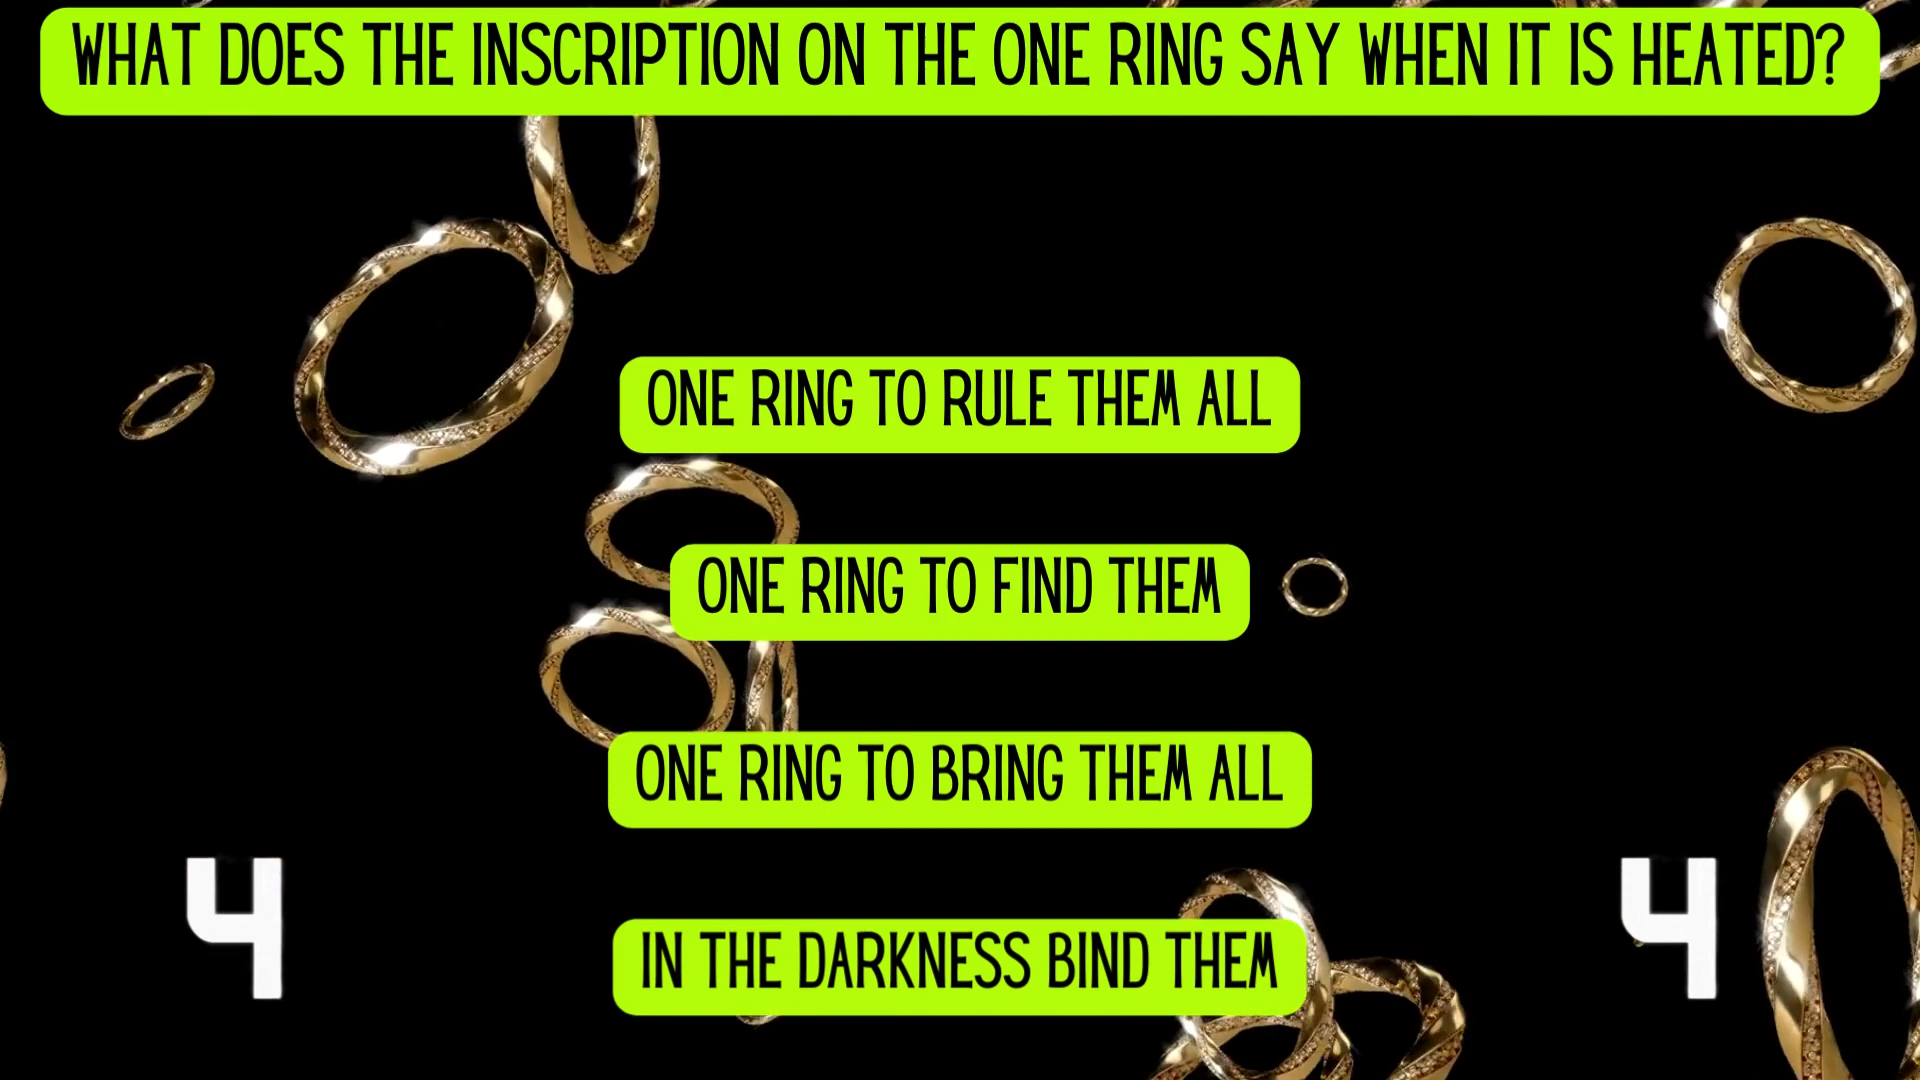 WHAT DOES THE INSCRIPTION ON THE ONE RING SAY WHEN IT IS HEATED?
ONE RING TO RULE THEM ALL
ONE RING TO FIND THEM
ONE RING TO BRING THEM ALL
4 4
IN THE DARKNESS BIND THEM